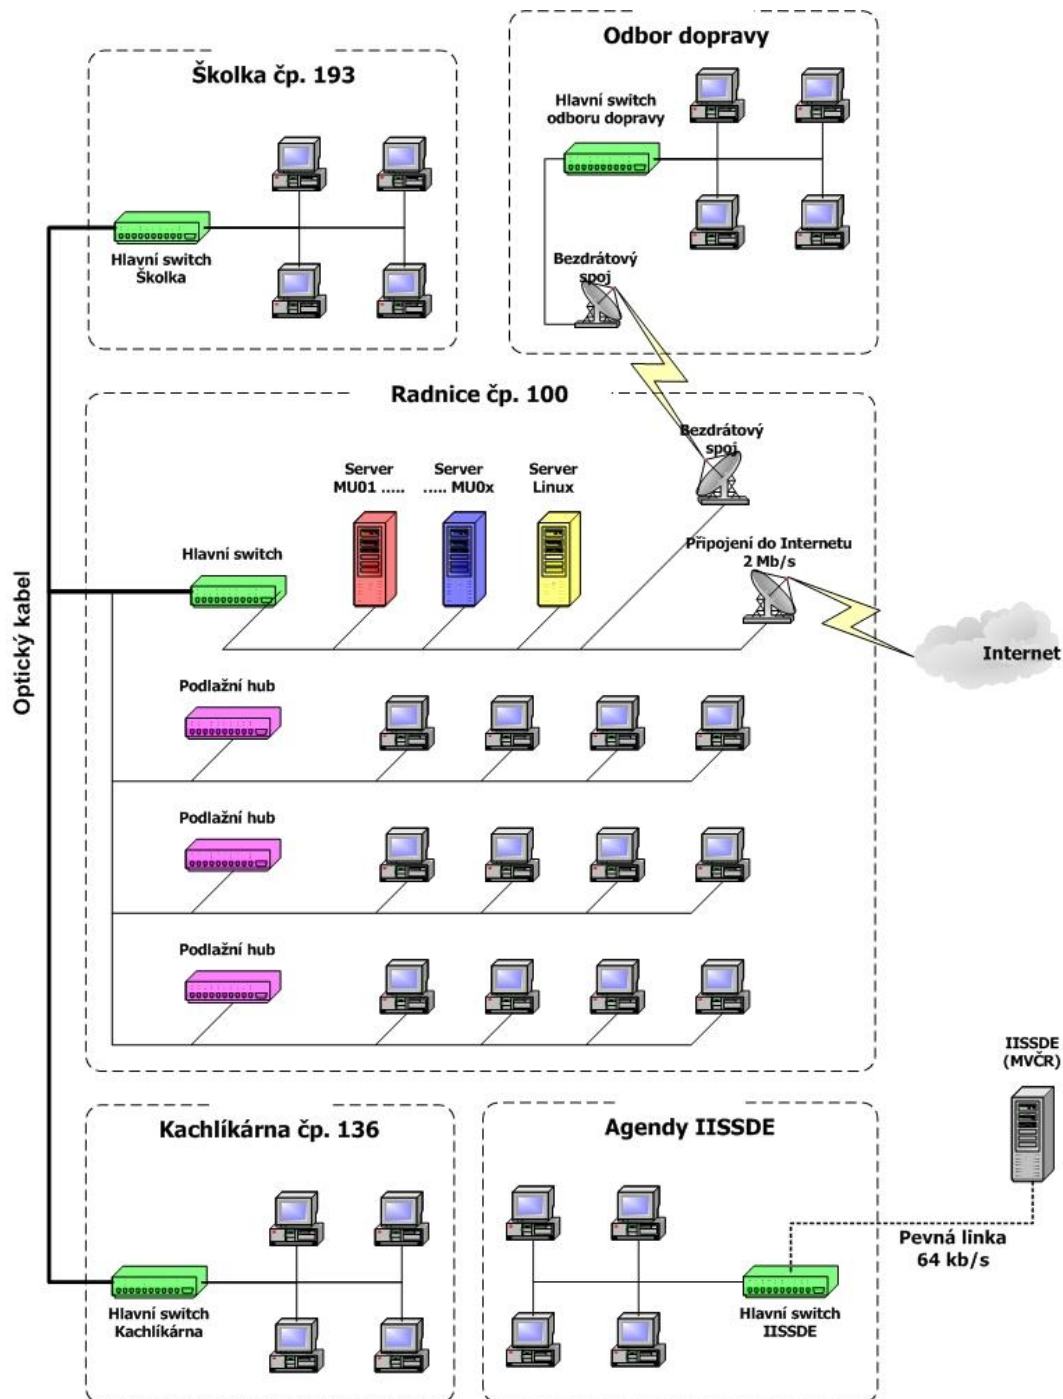 Odbor dopravy
Školka čp. 193
Hlavní switch
odboru dopravy
Hlavní switch
Školka
Bezdrátový
spoj
Radnice čp. 100
Bezdrátový
spoj
Server
MU01 .....
Server
..... MU0x
Server
Linux
Hlavní switch
Připojení do Internetu
2 Mb/s
Optický kabel
Internet
Podlažní hub
Podlažní hub
Podlažní hub
IISSDE
(MVČR)
Kachlíkárna čp. 136
Agendy IISSDE
Pevná linka
64 kb/s
Hlavní switch
Kachlíkárna
Hlavní switch
IISSDE